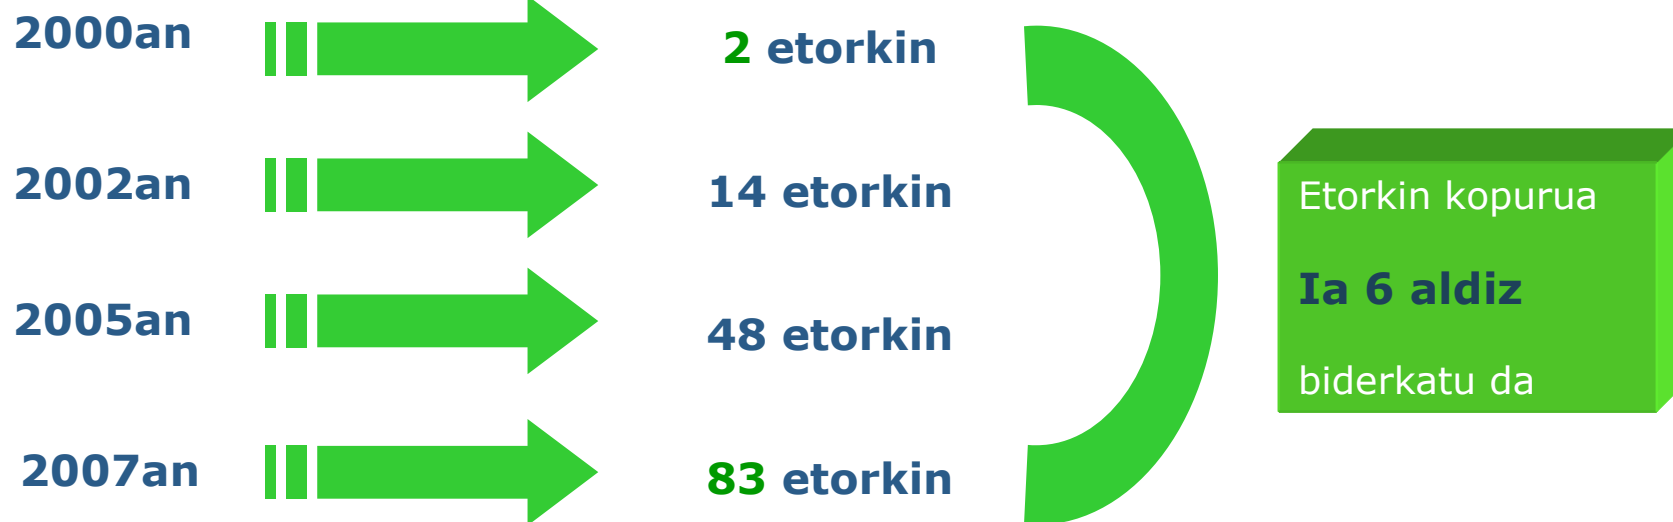 2000an
2 etorkin
2002an
14 etorkin
2005an
48 etorkin
2007an
83 etorkin
Etorkin kopurua
Ia 6 aldiz
biderkatu da